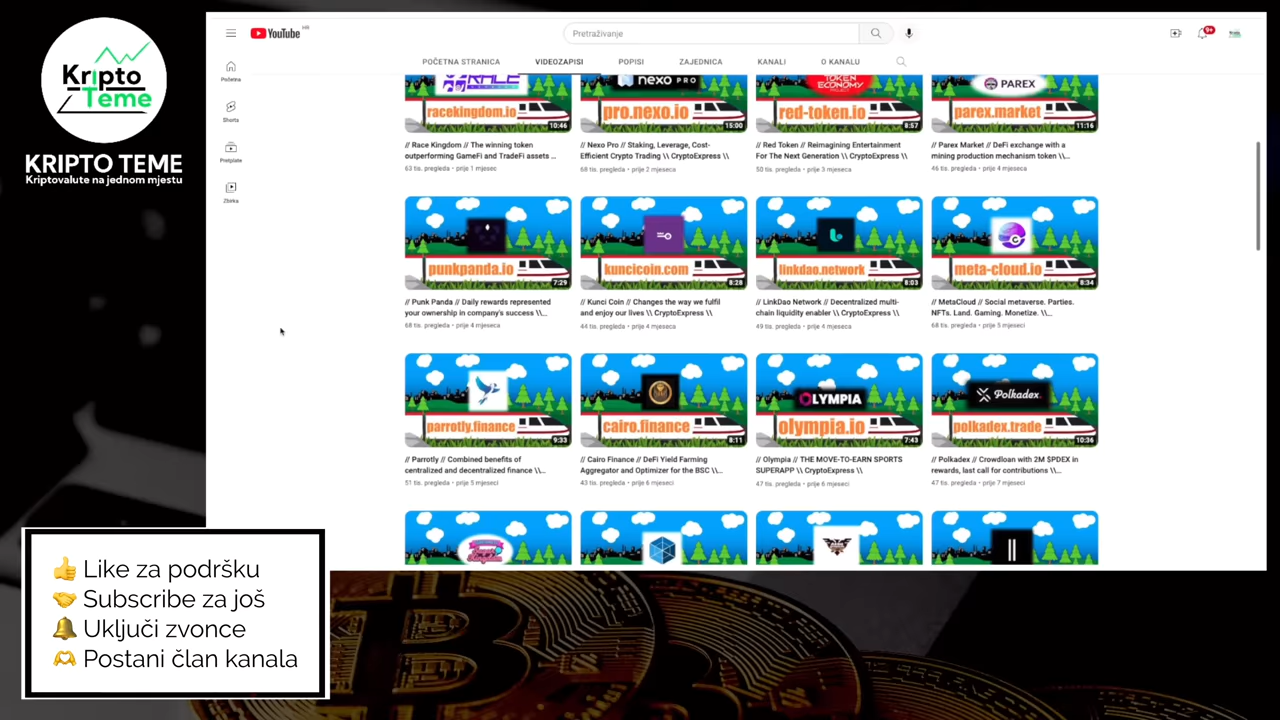 Kripto
Teme
KRIPTO TEME
Kriptovalute na jednom mjestu
YouTube HR
Pretraživanje
9+
Početna
Shorts
Pretplate
Zbirka
POČETNA STRANICA VIDEOZAPISI POPISI ZAJEDNICA KANALI O KANALU
RACE
racekingdom.io
10:46
nexo PRO
pro.nexo.io
15:00
TOKEN
ECONOMY
red-token.io
8:57
PAREX
parex.market
11:16
// Race Kingdom // The winning token
outperforming GameFi and TradeFi assets ...
63 tis. pregleda • prije 1 mjesec
// Nexo Pro // Staking, Leverage, Cost-
Efficient Crypto Trading \\ CryptoExpress \\
68 tis. pregleda • prije 2 mjeseca
// Red Token // Reimagining Entertainment
For The Next Generation \\ CryptoExpress \\
50 tis. pregleda • prije 3 mjeseca
// Parex Market // DeFi exchange with a
mining production mechanism token \\...
46 tis. pregleda • prije 4 mjeseca
punkpanda.io
7:29
kuncicoin.com
8:28
linkdao.network
8:03
meta-cloud.io
8:34
// Punk Panda // Daily rewards represented
your ownership in company's success \\...
68 tis. pregleda • prije 4 mjeseca
// Kunci Coin // Changes the way we fulfil
and enjoy our lives \\ CryptoExpress \\
44 tis. pregleda • prije 4 mjeseca
// LinkDao Network // Decentralized multi-
chain liquidity enabler \\ CryptoExpress \\
49 tis. pregleda • prije 4 mjeseca
// MetaCloud // Social metaverse. Parties.
NFTs. Land. Gaming. Monetize. \\...
68 tis. pregleda • prije 5 mjeseci
parrotly.finance
9:33
cairo.finance
8:11
OLYMPIA
olympia.io
7:43
Polkadex
polkadex.trade
10:36
// Parrotly // Combined benefits of
centralized and decentralized finance \\...
51 tis. pregleda • prije 5 mjeseci
// Cairo Finance // DeFi Yield Farming
Aggregator and Optimizer for the BSC \\...
43 tis. pregleda • prije 6 mjeseci
// Olympia // THE MOVE-TO-EARN SPORTS
SUPERAPP \\ CryptoExpress \\
47 tis. pregleda • prije 6 mjeseci
// Polkadex // Crowdloan with 2M $PDEX in
rewards, last call for contributions \\...
47 tis. pregleda • prije 7 mjeseci
👍 Like za podršku
🤝 Subscribe za još
🔔 Uključi zvonce
🫶 Postani član kanala